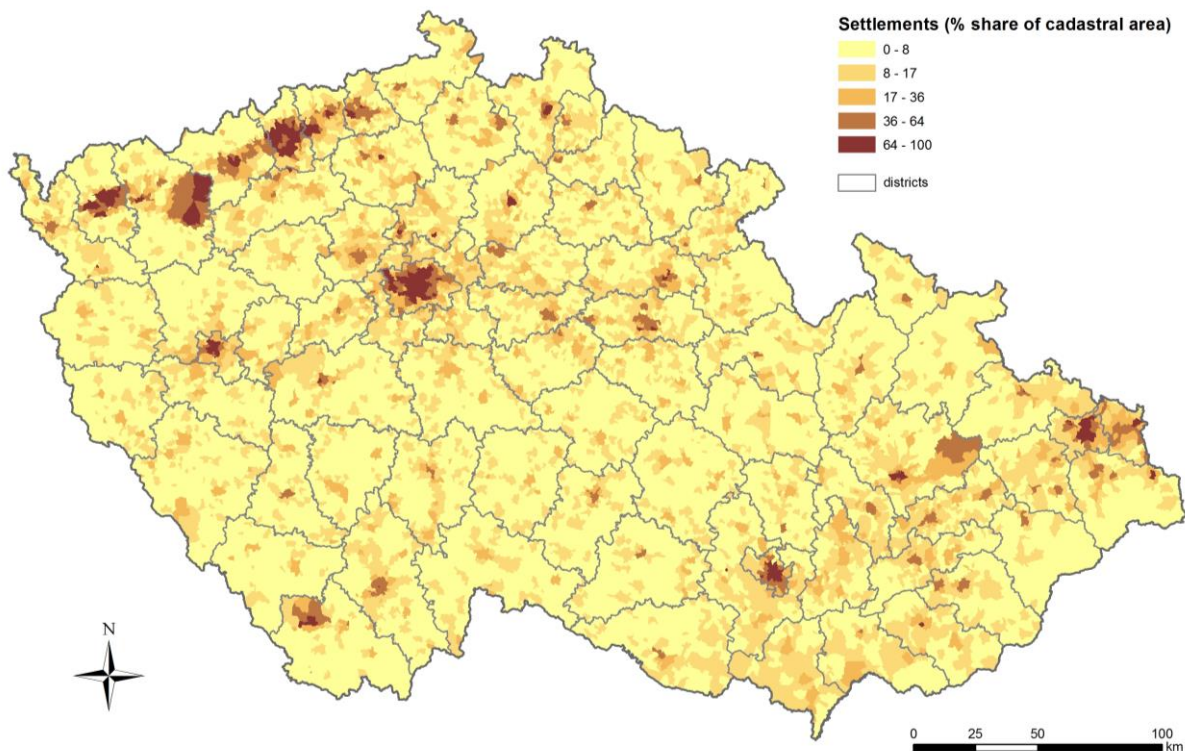 Settlements (% share of cadastral area)
0 - 8
8 - 17
17 - 36
36 - 64
64 - 100
districts
N
0 25 50 100
km